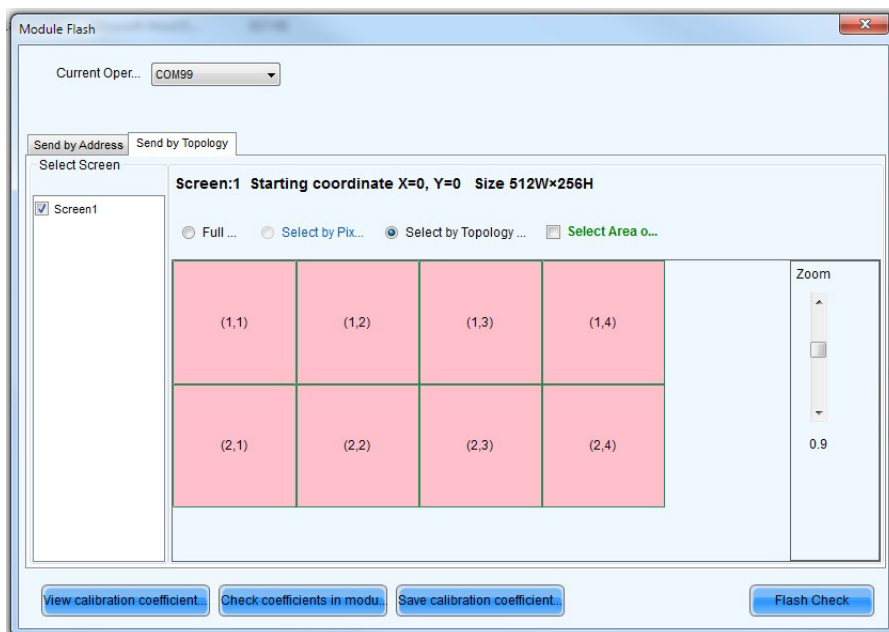 Module Flash
Current Oper... COM99
Send by Address Send by Topology
Select Screen
Screen:1 Starting coordinate X=0, Y=0 Size 512W×256H
Screen1
Full ... Select by Pix... Select by Topology ... Select Area o...
Zoom
(1,1) (1,2) (1,3) (1,4)
(2,1) (2,2) (2,3) (2,4)
0.9
View calibration coefficient... Check coefficients in modu... Save calibration coefficient... Flash Check